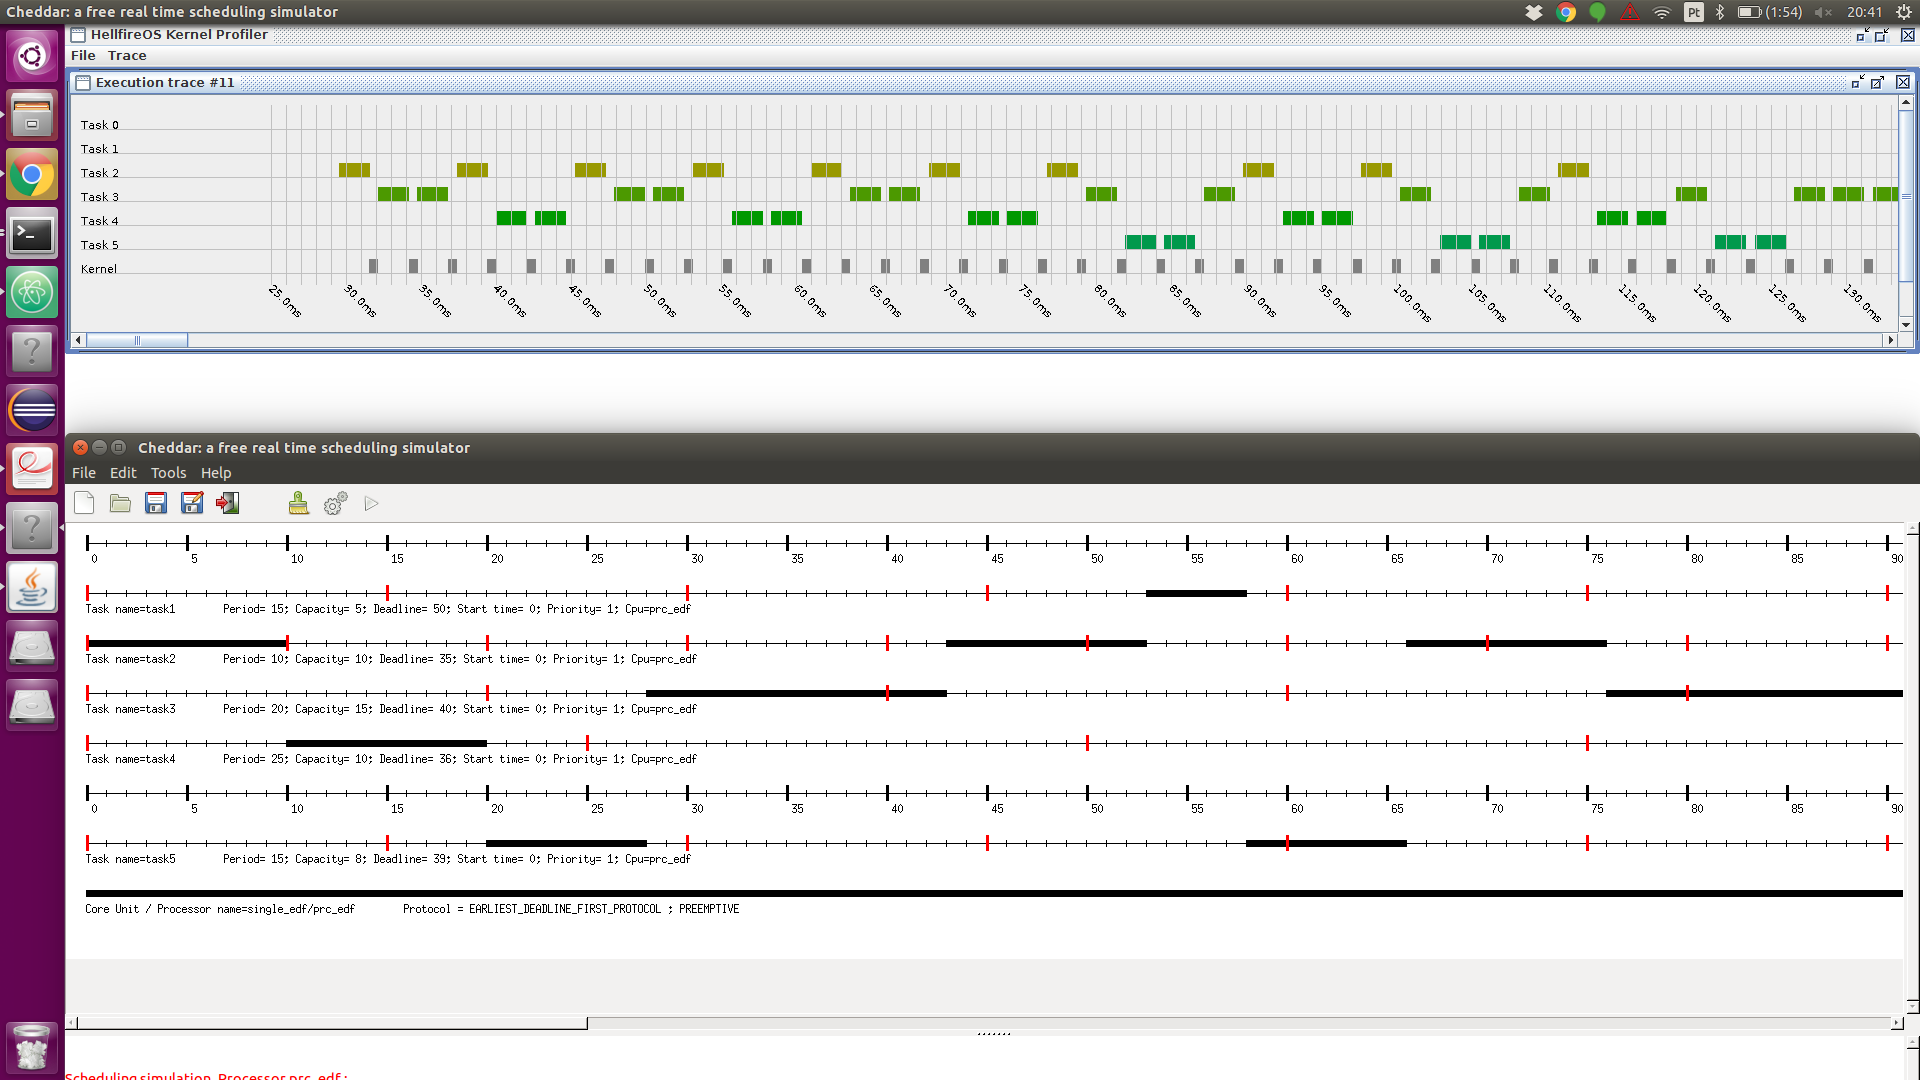 Cheddar: a free real time scheduling simulator
Pt (1:54) 20:41
HellfireOS Kernel Profiler
File Trace
Execution trace #11
Task 0
Task 1
Task 2
Task 3
Task 4
Task 5
Kernel
25.0ms 30.0ms 35.0ms 40.0ms 45.0ms 50.0ms 55.0ms 60.0ms 65.0ms 70.0ms 75.0ms 80.0ms 85.0ms 90.0ms 95.0ms 100.0ms 105.0ms 110.0ms 115.0ms 120.0ms 125.0ms 130.0ms
Cheddar: a free real time scheduling simulator
File Edit Tools Help
0 5 10 15 20 25 30 35 40 45 50 55 60 65 70 75 80 85 90
Task name=task1 Period= 15; Capacity= 5; Deadline= 50; Start time= 0; Priority= 1; Cpu=prc_edf
Task name=task2 Period= 10; Capacity= 10; Deadline= 35; Start time= 0; Priority= 1; Cpu=prc_edf
Task name=task3 Period= 20; Capacity= 15; Deadline= 40; Start time= 0; Priority= 1; Cpu=prc_edf
Task name=task4 Period= 25; Capacity= 10; Deadline= 36; Start time= 0; Priority= 1; Cpu=prc_edf
0 5 10 15 20 25 30 35 40 45 50 55 60 65 70 75 80 85 90
Task name=task5 Period= 15; Capacity= 8; Deadline= 39; Start time= 0; Priority= 1; Cpu=prc_edf
Core Unit / Processor name=single_edf/prc_edf Protocol = EARLIEST_DEADLINE_FIRST_PROTOCOL ; PREEMPTIVE
Scheduling simulation, Processor prc_edf :